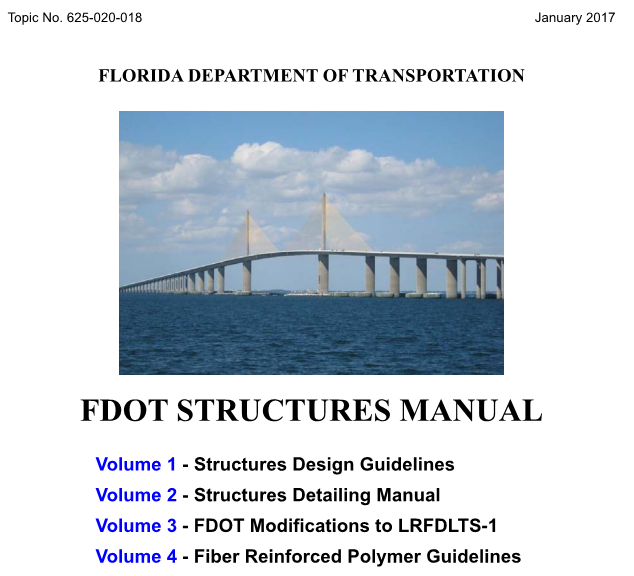 Topic No. 625-020-018 January 2017
FLORIDA DEPARTMENT OF TRANSPORTATION
FDOT STRUCTURES MANUAL
Volume 1 - Structures Design Guidelines
Volume 2 - Structures Detailing Manual
Volume 3 - FDOT Modifications to LRFDLTS-1
Volume 4 - Fiber Reinforced Polymer Guidelines